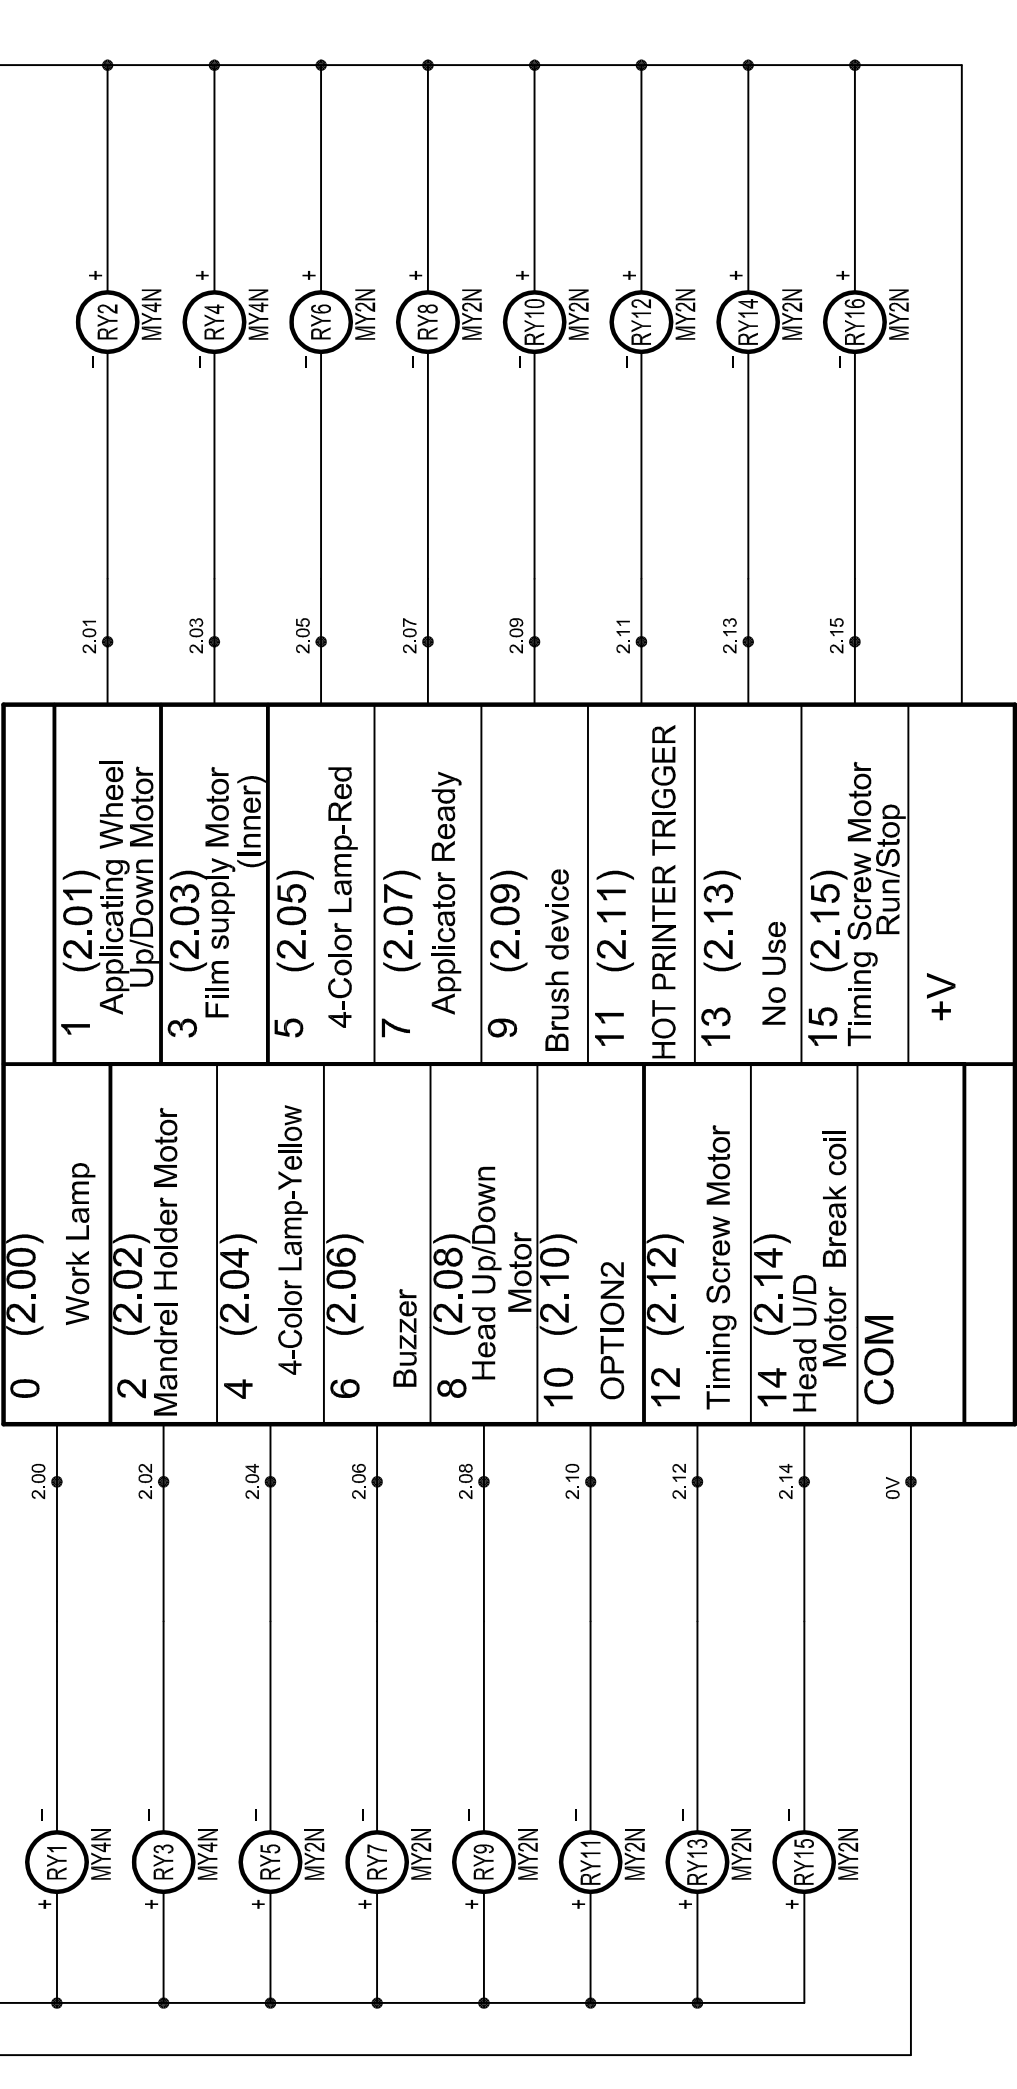 RY2
MY4N
+
−
RY4
MY4N
+
−
RY6
MY2N
+
−
RY8
MY2N
+
−
RY10
MY2N
+
−
RY12
MY2N
+
−
RY14
MY2N
+
−
RY16
MY2N
+
−
2.01
2.03
2.05
2.07
2.09
2.11
2.13
2.15
1 (2.01)
Applicating Wheel
Up/Down Motor
3 (2.03)
Film supply Motor
(Inner)
5 (2.05)
4-Color Lamp-Red
7 (2.07)
Applicator Ready
9 (2.09)
Brush device
11 (2.11)
HOT PRINTER TRIGGER
13 (2.13)
No Use
15 (2.15)
Timing Screw Motor
Run/Stop
+V
0 (2.00)
Work Lamp
2 (2.02)
Mandrel Holder Motor
4 (2.04)
4-Color Lamp-Yellow
6 (2.06)
Buzzer
8 (2.08)
Head Up/Down
Motor
10 (2.10)
OPTION2
12 (2.12)
Timing Screw Motor
14 (2.14)
Head U/D
Motor Break coil
COM
2.00
2.02
2.04
2.06
2.08
2.10
2.12
2.14
0V
RY1
MY4N
−
+
RY3
MY4N
−
+
RY5
MY2N
−
+
RY7
MY2N
−
+
RY9
MY2N
−
+
RY11
MY2N
−
+
RY13
MY2N
−
+
RY15
MY2N
−
+